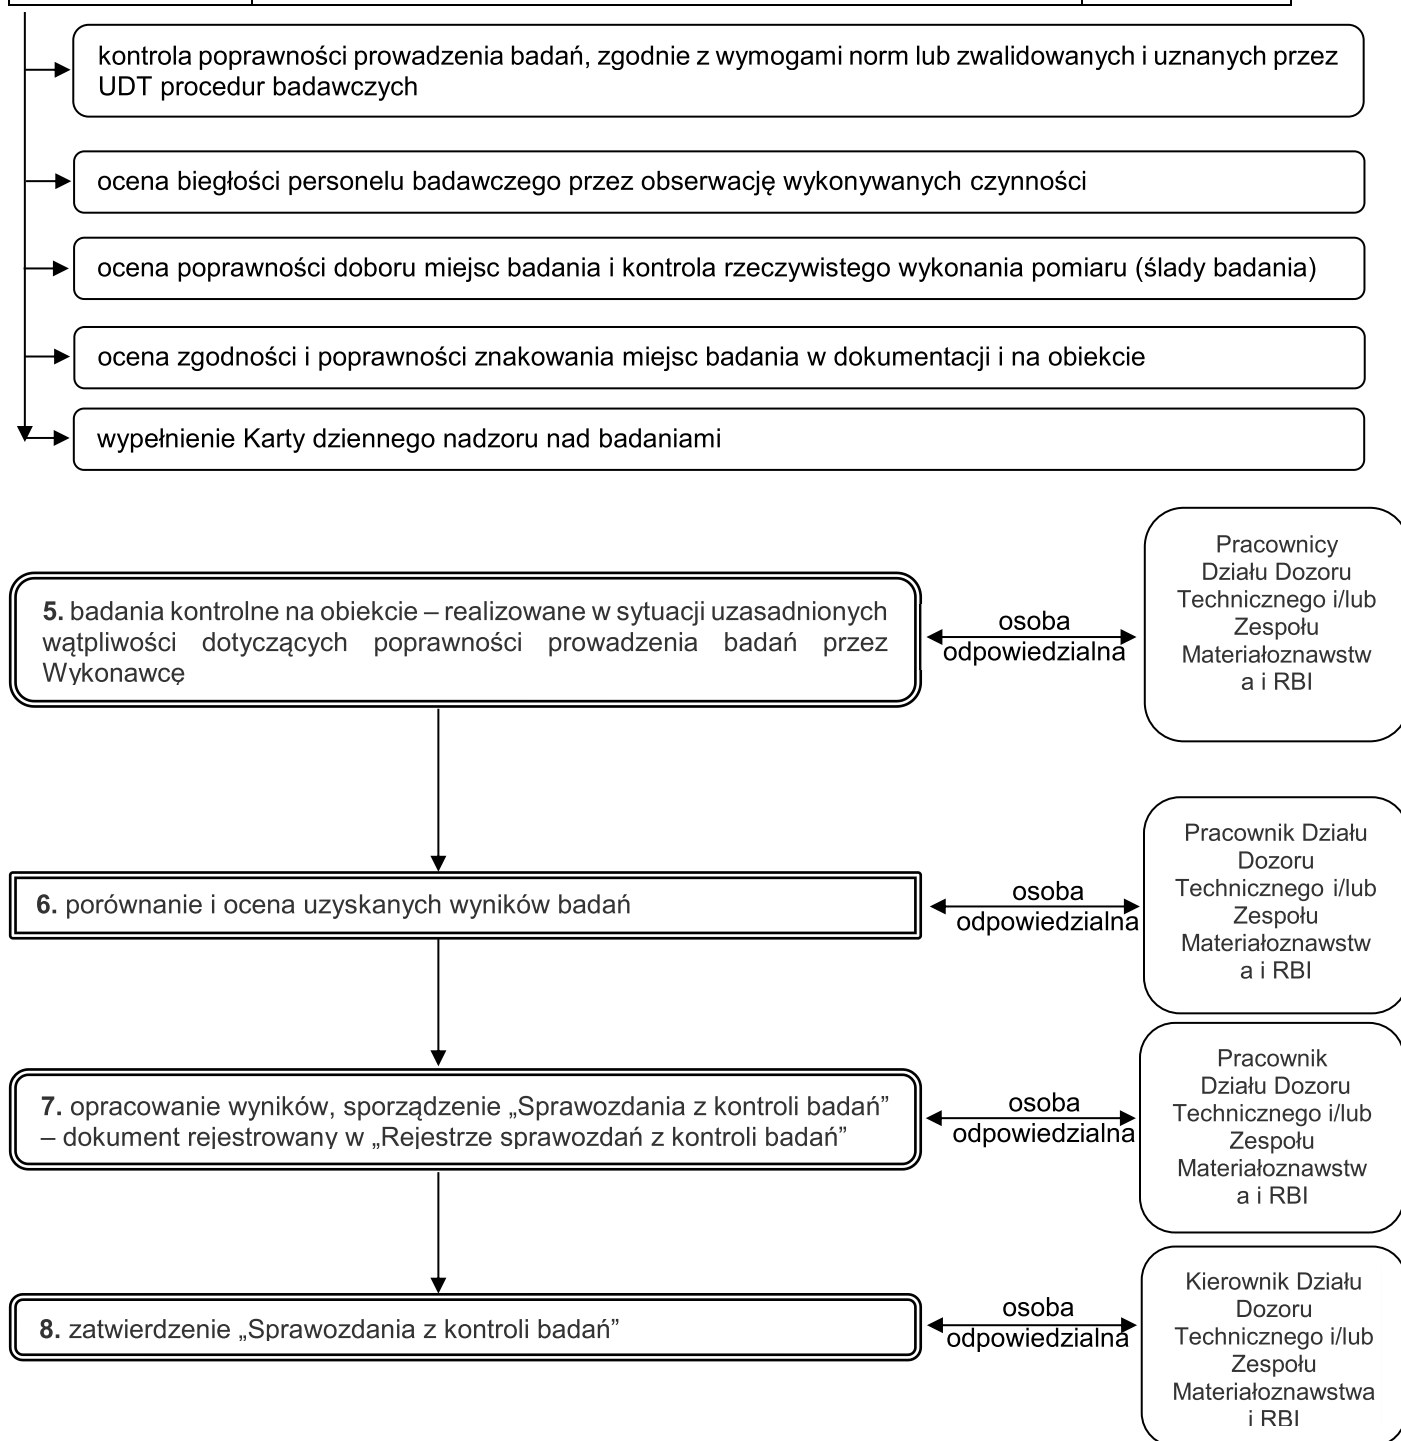 kontrola poprawności prowadzenia badań, zgodnie z wymogami norm lub zwalidowanych i uznanych przez
UDT procedur badawczych
ocena biegłości personelu badawczego przez obserwację wykonywanych czynności
ocena poprawności doboru miejsc badania i kontrola rzeczywistego wykonania pomiaru (ślady badania)
ocena zgodności i poprawności znakowania miejsc badania w dokumentacji i na obiekcie
wypełnienie Karty dziennego nadzoru nad badaniami
5. badania kontrolne na obiekcie – realizowane w sytuacji uzasadnionych
wątpliwości dotyczących poprawności prowadzenia badań przez
Wykonawcę
osoba
odpowiedzialna
Pracownicy
Działu Dozoru
Technicznego i/lub
Zespołu
Materiałoznawstw
a i RBI
6. porównanie i ocena uzyskanych wyników badań
osoba
odpowiedzialna
Pracownik Działu
Dozoru
Technicznego i/lub
Zespołu
Materiałoznawstw
a i RBI
7. opracowanie wyników, sporządzenie „Sprawozdania z kontroli badań”
– dokument rejestrowany w „Rejestrze sprawozdań z kontroli badań”
osoba
odpowiedzialna
Pracownik
Działu Dozoru
Technicznego i/lub
Zespołu
Materiałoznawstw
a i RBI
8. zatwierdzenie „Sprawozdania z kontroli badań”
osoba
odpowiedzialna
Kierownik Działu
Dozoru
Technicznego i/lub
Zespołu
Materiałoznawstwa
i RBI